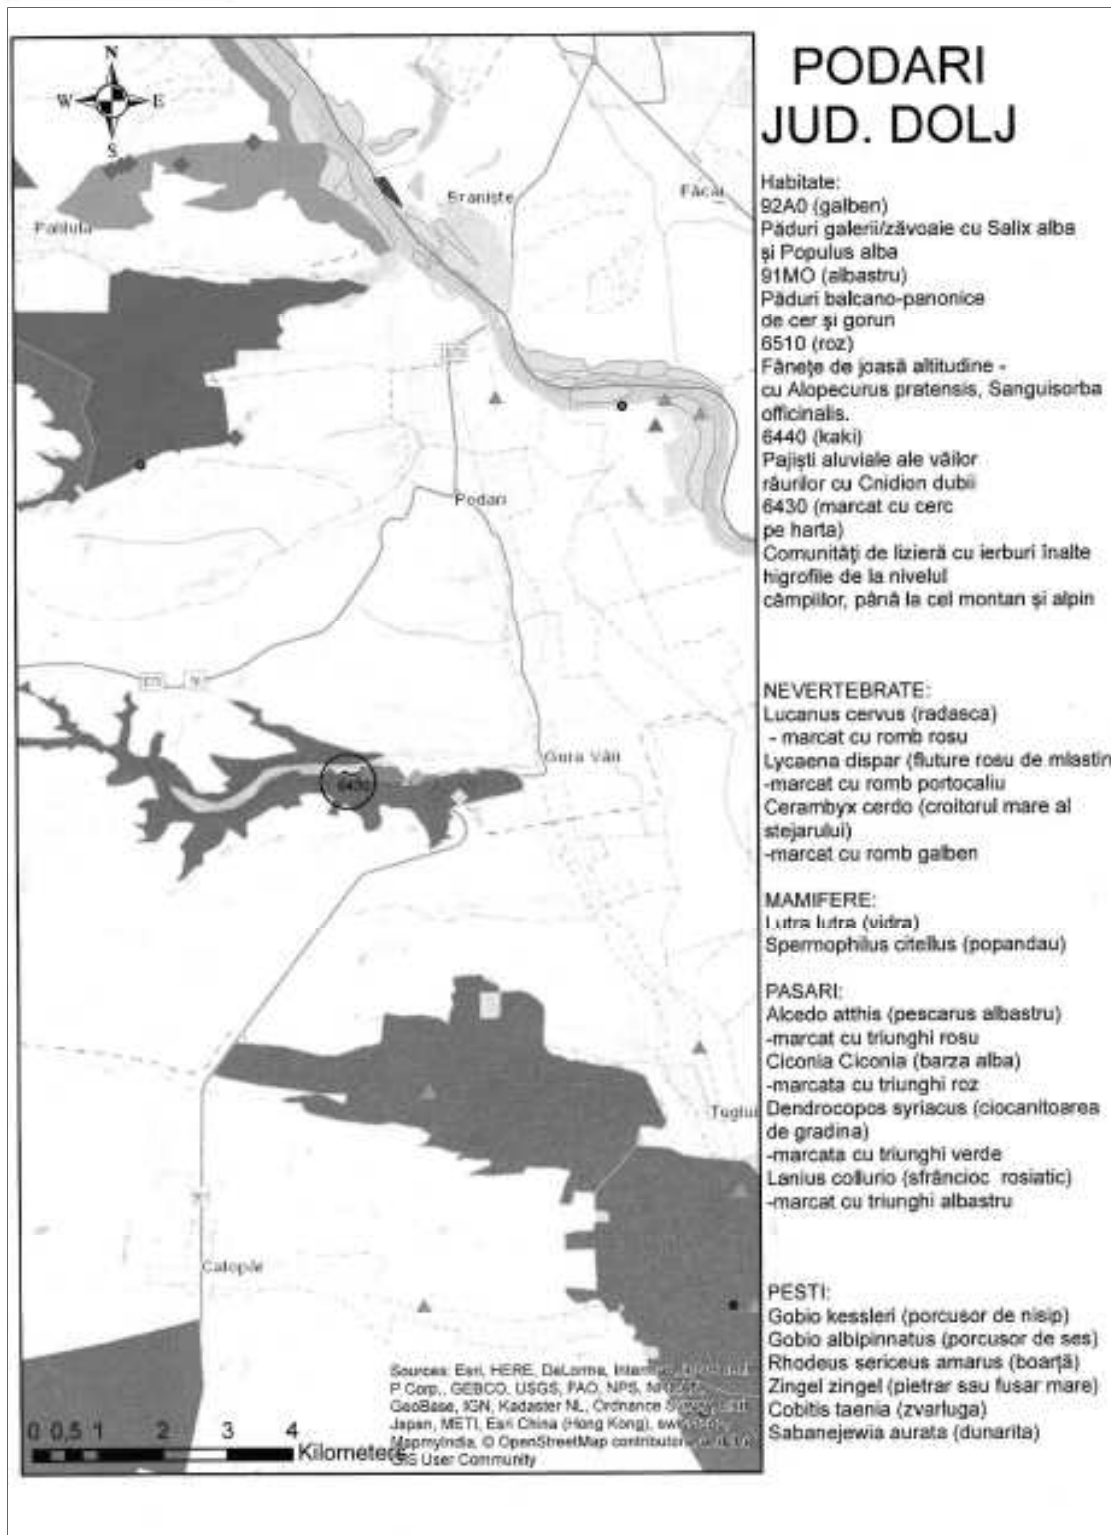 PODARI
JUD. DOLJ
N
W
E
S
Braniște
Făcăi
Palilula
Podari
Gura Văii
6430
Calopăr
Habitate:
92A0 (galben)
Păduri galerii/zăvoaie cu Salix alba
și Populus alba
91MO (albastru)
Păduri balcano-panonice
de cer și gorun
6510 (roz)
Fânețe de joasă altitudine -
cu Alopecurus pratensis, Sanguisorba
officinalis.
6440 (kaki)
Pajiști aluviale ale văilor
râurilor cu Cnidion dubii
6430 (marcat cu cerc
pe harta)
Comunități de lizieră cu ierburi înalte
higrofile de la nivelul
câmpiilor, până la cel montan și alpin
NEVERTEBRATE:
Lucanus cervus (radasca)
- marcat cu romb rosu
Lycaena dispar (fluture rosu de mlastin
-marcat cu romb portocaliu
Cerambyx cerdo (croitorul mare al
stejarului)
-marcat cu romb galben
MAMIFERE:
Lutra lutra (vidra)
Spermophilus citellus (popandau)
PASARI:
Alcedo atthis (pescarus albastru)
-marcat cu triunghi rosu
Ciconia Ciconia (barza alba)
-marcata cu triunghi roz
Dendrocopos syriacus (ciocanitoarea
de gradina)
-marcata cu triunghi verde
Lanius collurio (sfrâncioc rosiatic)
-marcat cu triunghi albastru
PESTI:
Gobio kessleri (porcusor de nisip)
Gobio albipinnatus (porcusor de ses)
Rhodeus sericeus amarus (boarță)
Zingel zingel (pietrar sau fusar mare)
Cobitis taenia (zvarluga)
Sabanejewia aurata (dunarita)
Sources: Esri, HERE, DeLorme,
P Corp., GEBCO, USGS, FAO, NPS,
GeoBase, IGN, Kadaster NL, Ordnance
Japan, METI, Esri China (Hong Kong),
MapmyIndia, © OpenStreetMap
GIS User Community
0 0,5 1 2 3 4
Kilometers